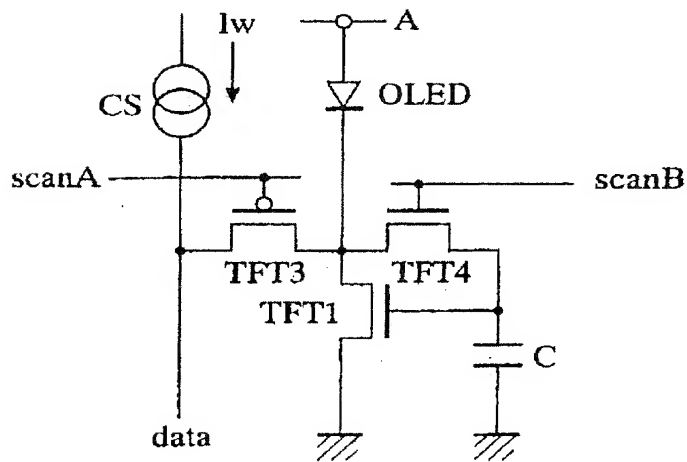 Iw
A
CS
OLED
scanA
scanB
TFT3
TFT4
TFT1
C
data